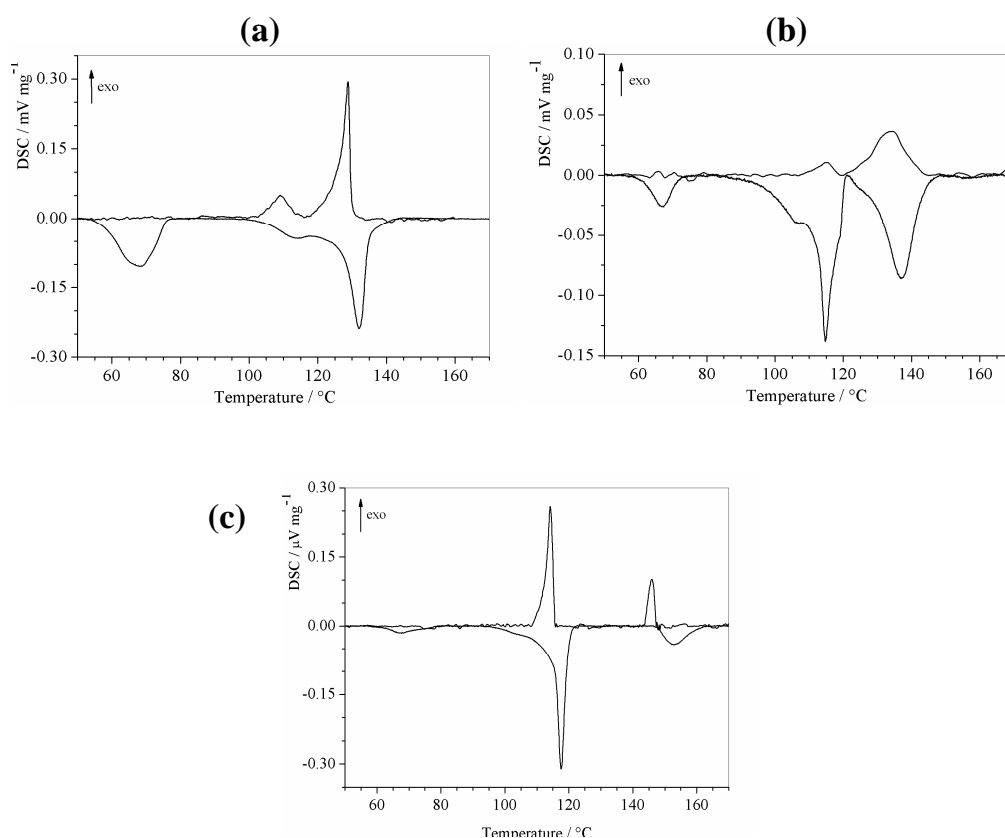 (a)
exo
DSC / mV mg-1
0.30
0.15
0.00
-0.15
-0.30
60 80 100 120 140 160
Temperature / °C
(b)
exo
DSC / mV mg-1
0.10
0.05
0.00
-0.05
-0.10
-0.15
60 80 100 120 140 160
Temperature / °C
(c)
exo
DSC / µV mg-1
0.30
0.15
0.00
-0.15
-0.30
60 80 100 120 140 160
Temperature / °C